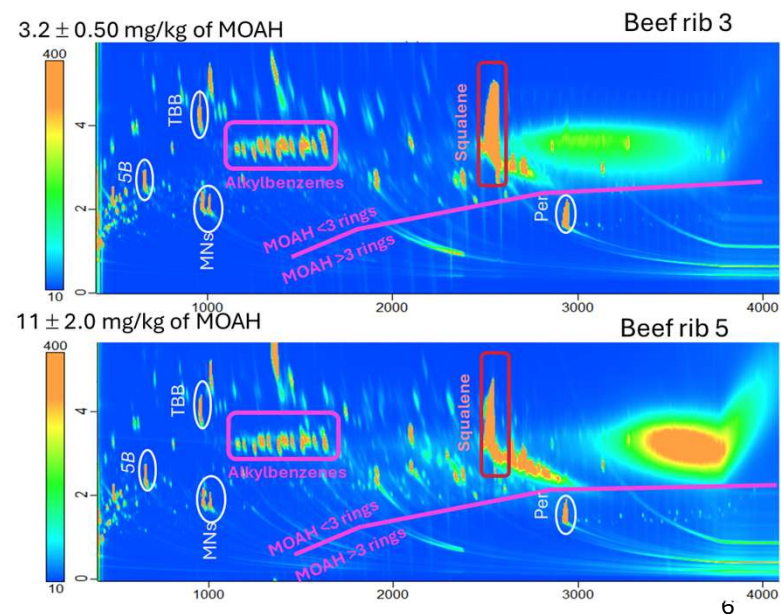 3.2 ± 0.50 mg/kg of MOAH
Beef rib 3
400
10
4
2
0
TBB
5B
MNs
Alkylbenzenes
Squalene
MOAH <3 rings
MOAH >3 rings
Per
1000
2000
3000
4000
11 ± 2.0 mg/kg of MOAH
Beef rib 5
400
10
4
2
0
TBB
5B
MNs
Alkylbenzenes
Squalene
MOAH <3 rings
MOAH >3 rings
Per
1000
2000
3000
4000
6